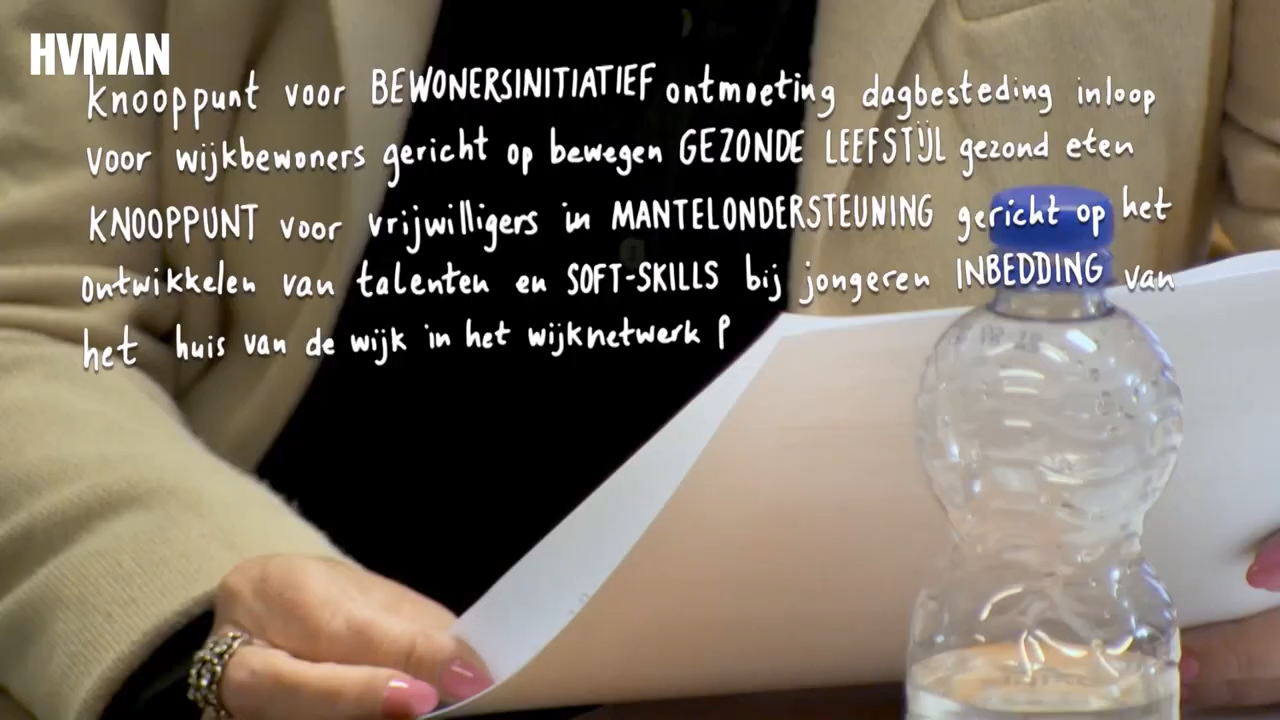 HVMAN
knooppunt voor BEWONERSINITIATIEF ontmoeting dagbesteding inloop
voor wijkbewoners gericht op bewegen GEZONDE LEEFSTIJL gezond eten
KNOOPPUNT voor vrijwilligers in MANTELONDERSTEUNING gericht op het
ontwikkelen van talenten en SOFT-SKILLS bij jongeren INBEDDING van
het huis van de wijk in het wijknetwerk P